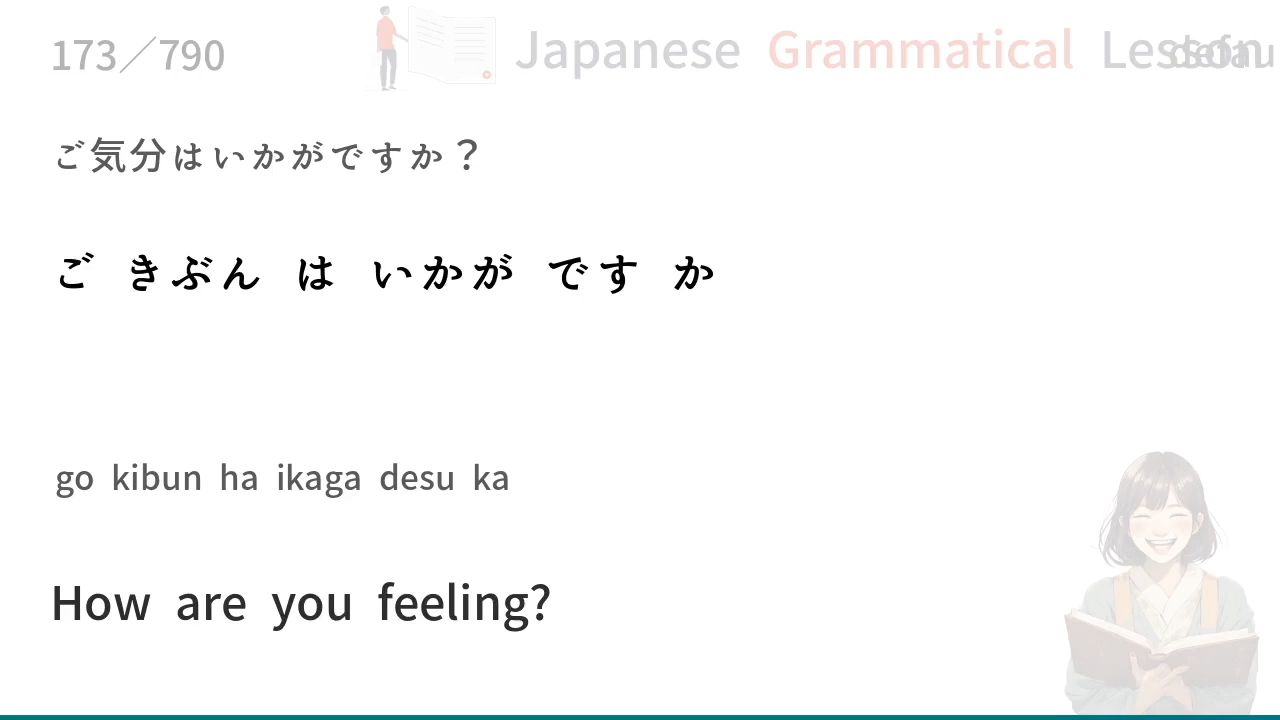 173／790
Japanese Grammatical Lesson
defau
ご気分はいかがですか？
ご きぶん は いかが です か
go kibun ha ikaga desu ka
How are you feeling?